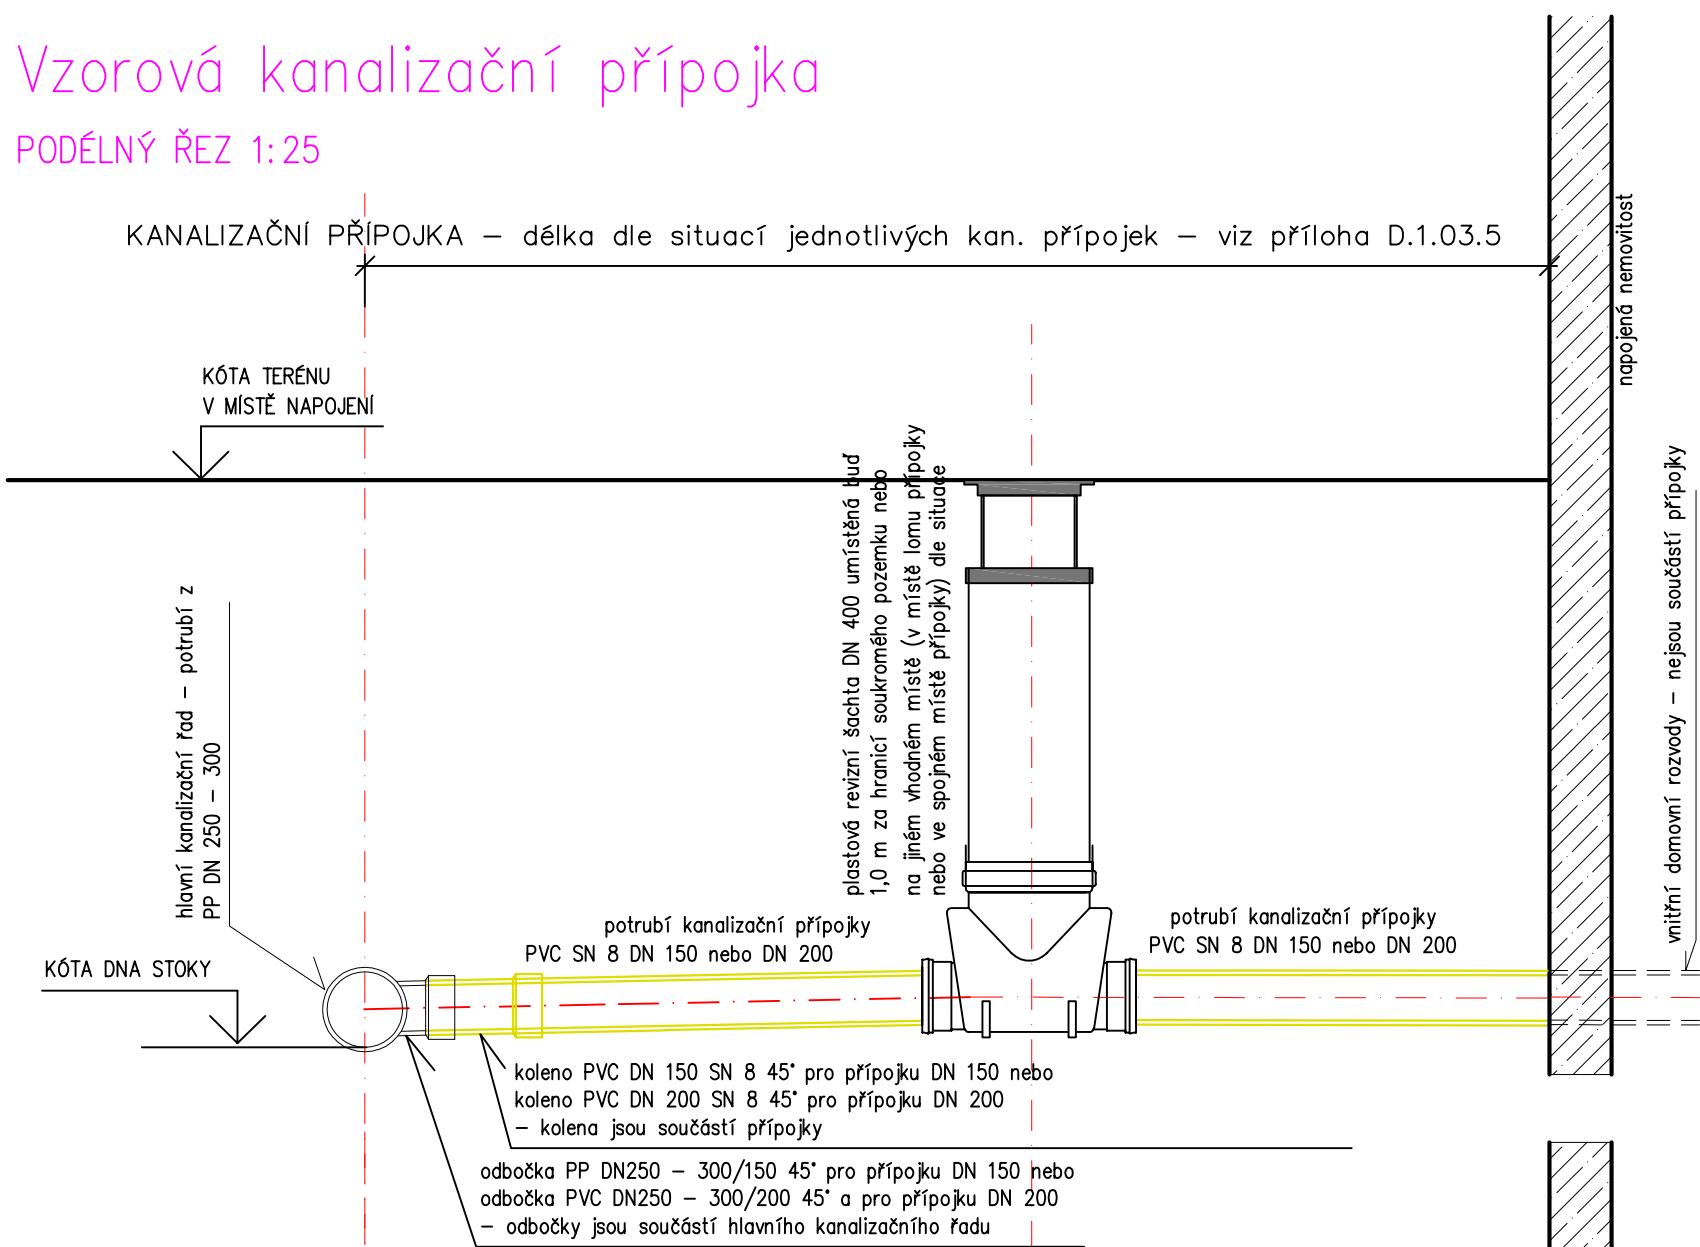 Vzorová kanalizační přípojka
PODÉLNÝ ŘEZ 1:25
KANALIZAČNÍ PŘÍPOJKA – délka dle situací jednotlivých kan. přípojek – viz příloha D.1.03.5
napojená nemovitost
KÓTA TERÉNU
V MÍSTĚ NAPOJENÍ
plastová revizní šachta DN 400 umístěná buď
1,0 m za hranicí soukromého pozemku nebo
na jiném vhodném místě (v místě lomu přípojky
nebo ve spojném místě přípojky) dle situace
vnitřní domovní rozvody – nejsou součástí přípojky
hlavní kanalizační řad – potrubí z
PP DN 250 – 300
potrubí kanalizační přípojky
PVC SN 8 DN 150 nebo DN 200
potrubí kanalizační přípojky
PVC SN 8 DN 150 nebo DN 200
KÓTA DNA STOKY
koleno PVC DN 150 SN 8 45° pro přípojku DN 150 nebo
koleno PVC DN 200 SN 8 45° pro přípojku DN 200
– kolena jsou součástí přípojky
odbočka PP DN250 – 300/150 45° pro přípojku DN 150 nebo
odbočka PVC DN250 – 300/200 45° a pro přípojku DN 200
– odbočky jsou součástí hlavního kanalizačního řadu